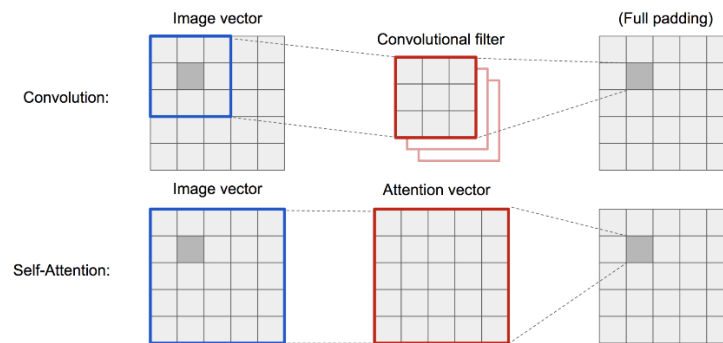 Image vector
(Full padding)
Convolutional filter
Convolution:
Image vector
Attention vector
Self-Attention: